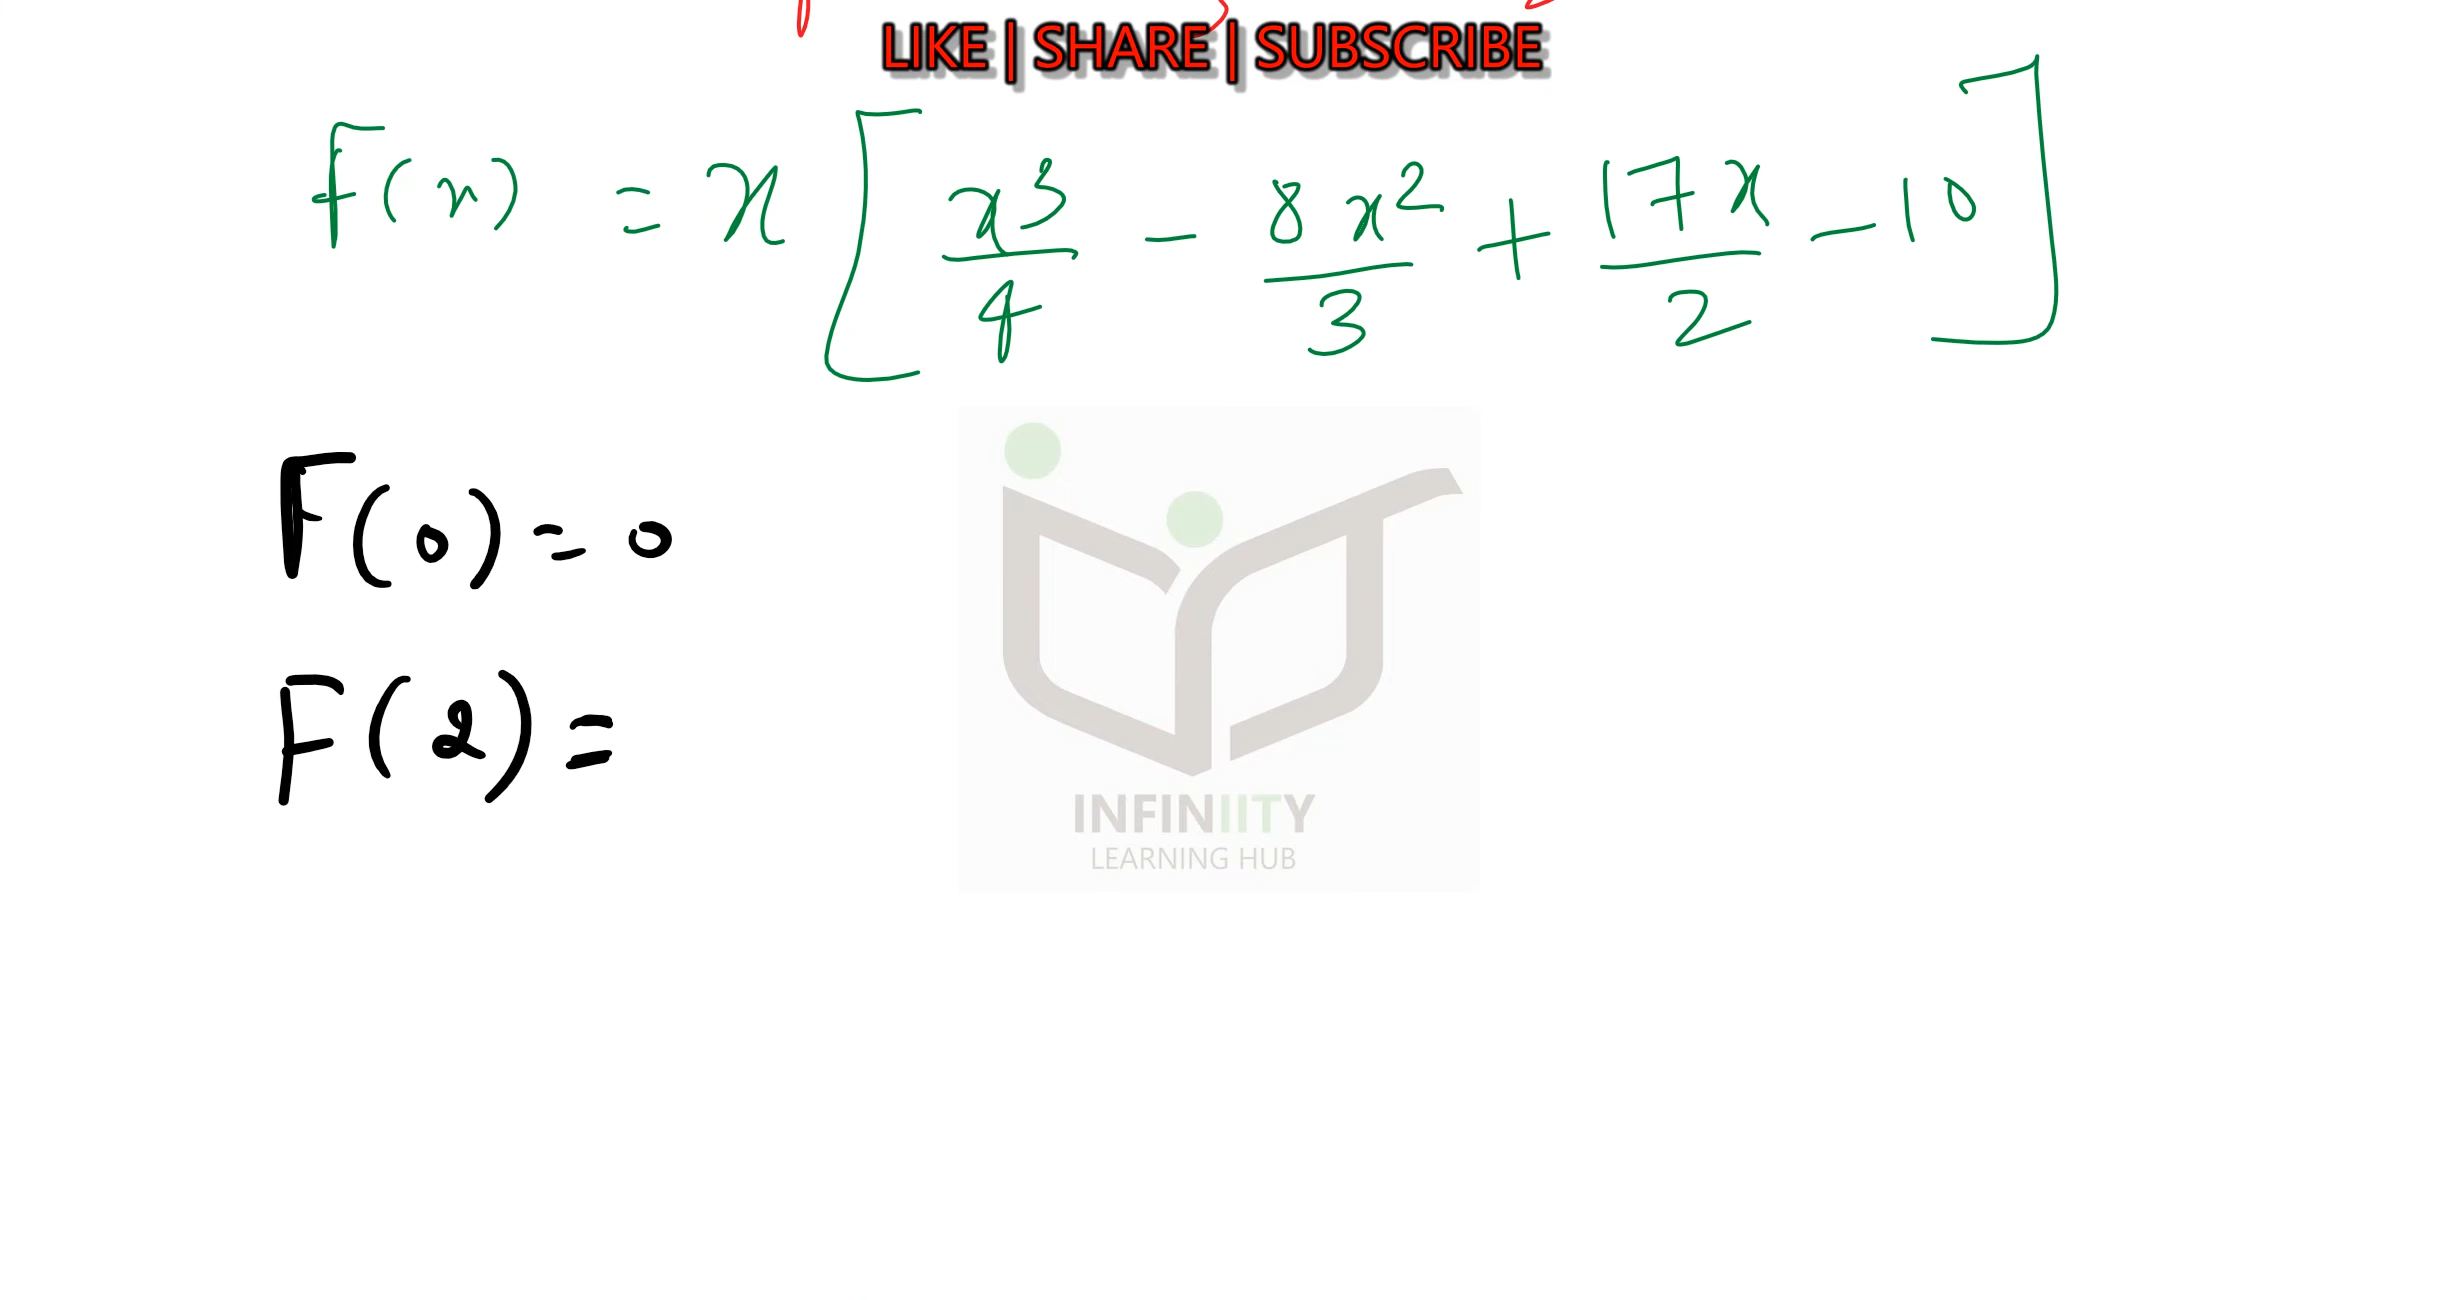 LIKE | SHARE | SUBSCRIBE
F(x) = x [ x³/4 - 8x²/3 + 17x/2 - 10 ]
F(0) = 0
F(2) =
INFINIITY
LEARNING HUB